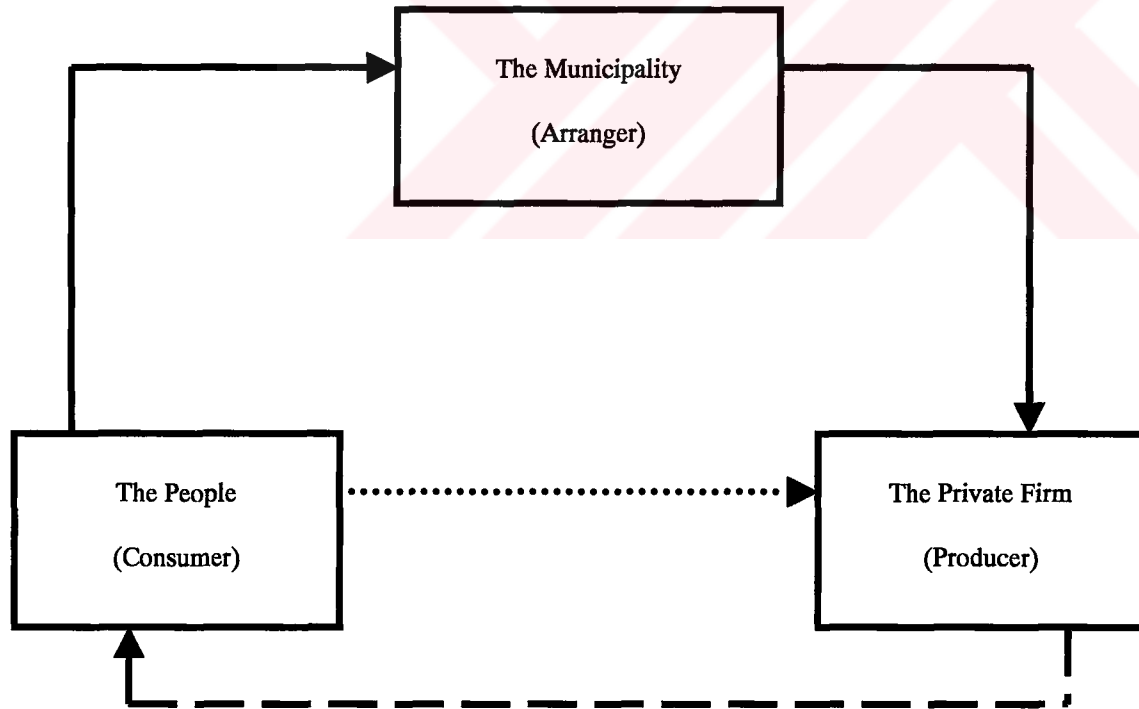 The Municipality
(Arranger)
The People
(Consumer)
The Private Firm
(Producer)